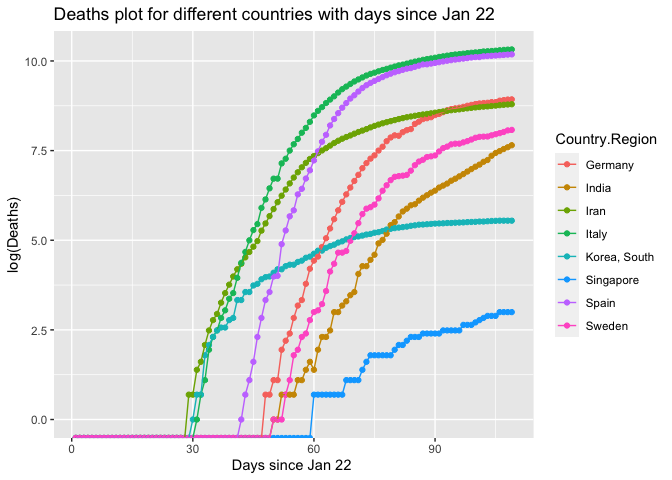 Deaths plot for different countries with days since Jan 22
10.0
7.5
5.0
2.5
0.0
log(Deaths)
0
30
60
90
Days since Jan 22
Country.Region
Germany
India
Iran
Italy
Korea, South
Singapore
Spain
Sweden